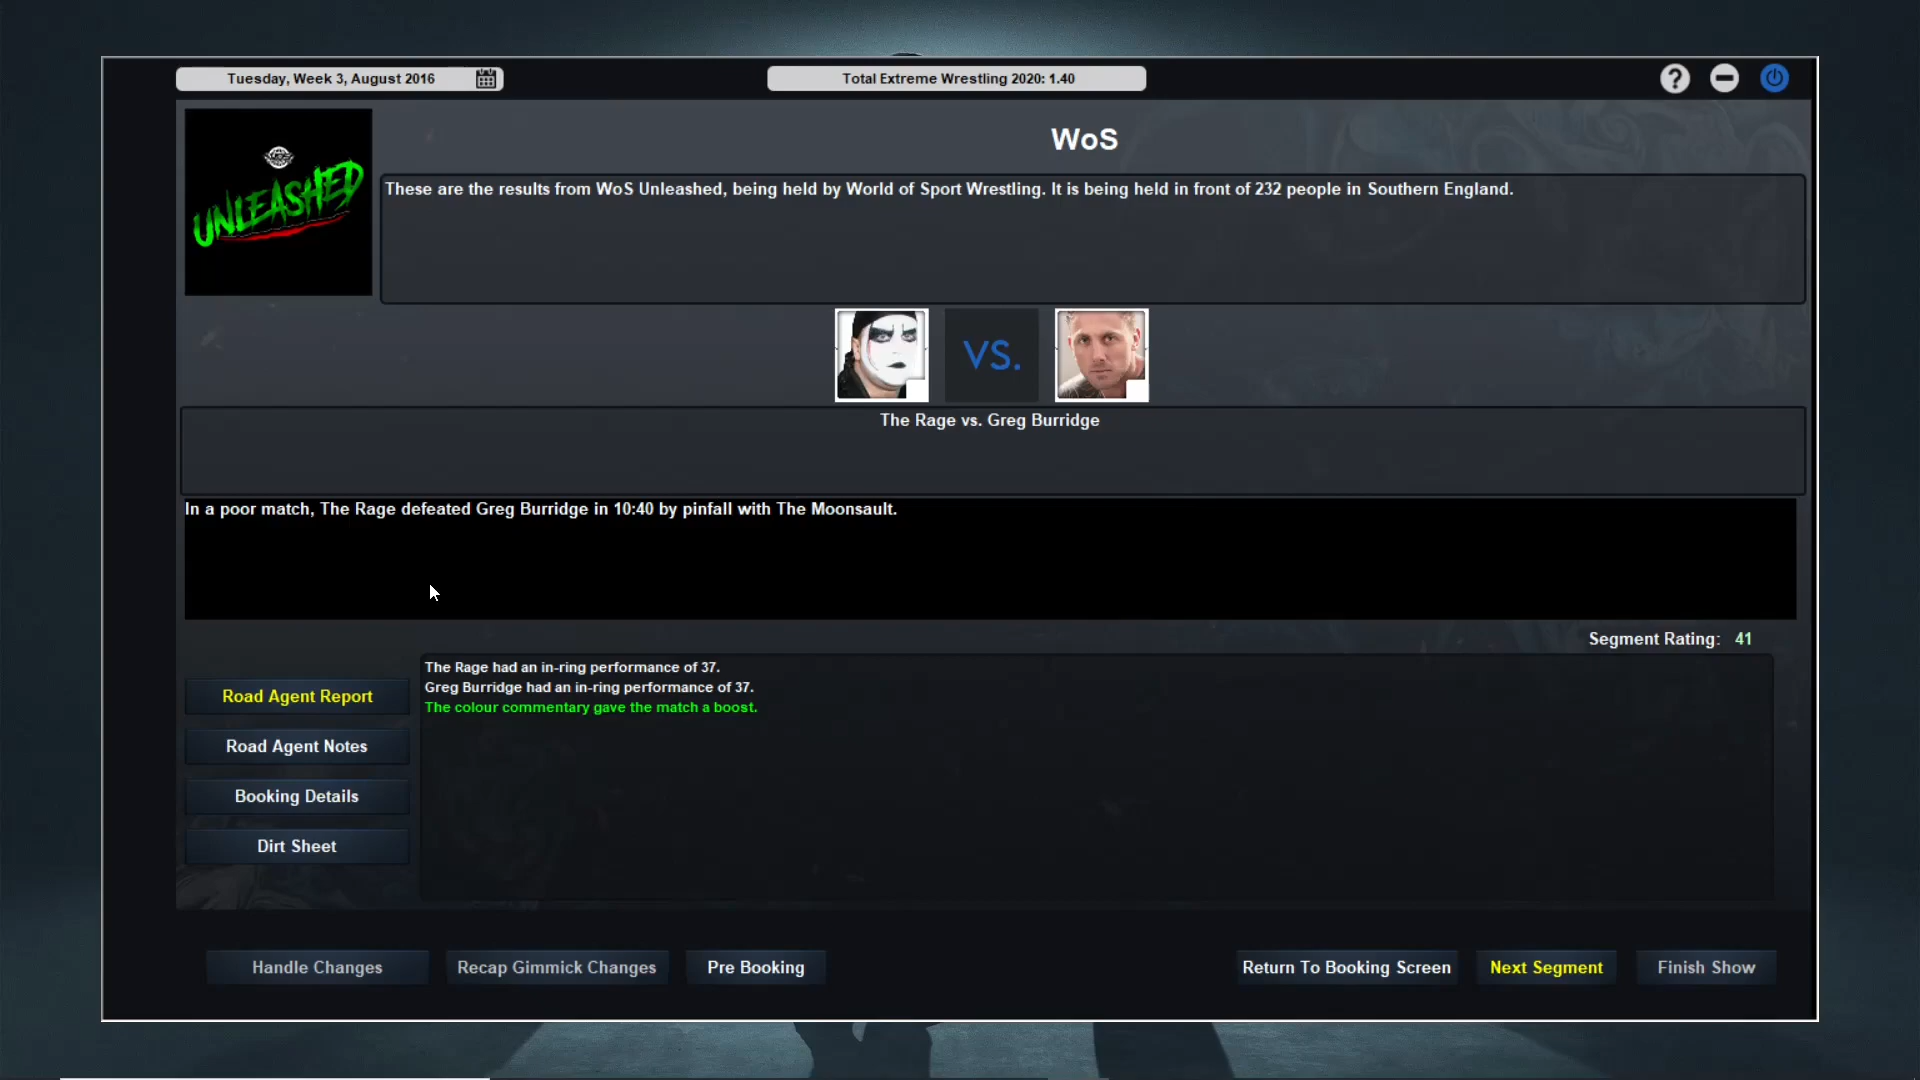 Tuesday, Week 3, August 2016
Total Extreme Wrestling 2020: 1.40
?
UNLEASHED
WoS
These are the results from WoS Unleashed, being held by World of Sport Wrestling. It is being held in front of 232 people in Southern England.
VS.
The Rage vs. Greg Burridge
In a poor match, The Rage defeated Greg Burridge in 10:40 by pinfall with The Moonsault.
Segment Rating: 41
The Rage had an in-ring performance of 37.
Greg Burridge had an in-ring performance of 37.
The colour commentary gave the match a boost.
Road Agent Report
Road Agent Notes
Booking Details
Dirt Sheet
Handle Changes
Recap Gimmick Changes
Pre Booking
Return To Booking Screen
Next Segment
Finish Show